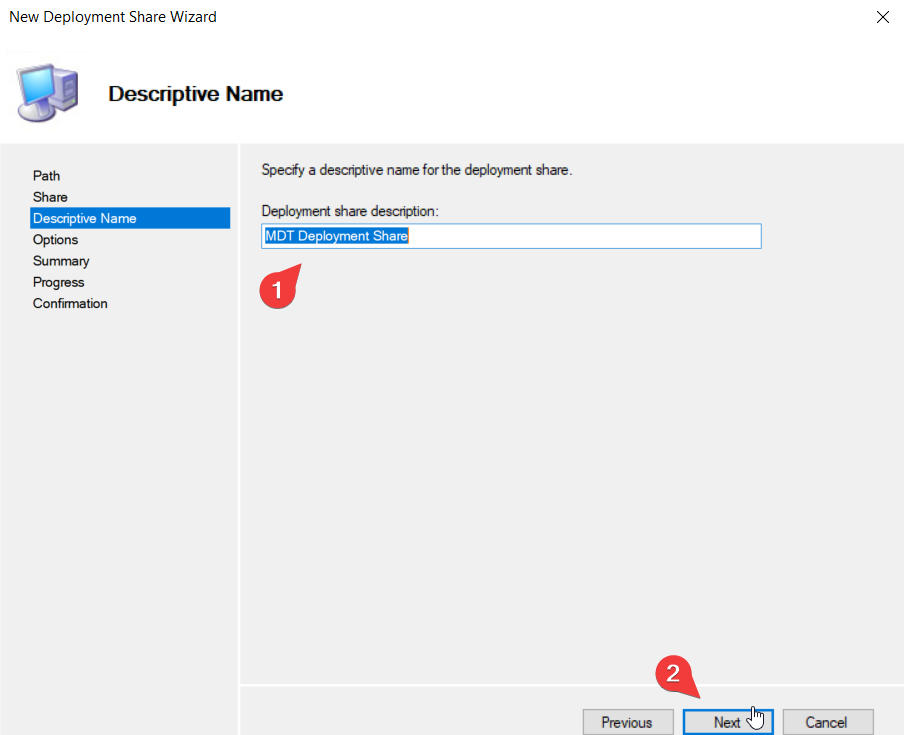 New Deployment Share Wizard
Descriptive Name
Path
Share
Descriptive Name
Options
Summary
Progress
Confirmation
Specify a descriptive name for the deployment share.
Deployment share description:
MDT Deployment Share
1
2
Previous
Next
Cancel